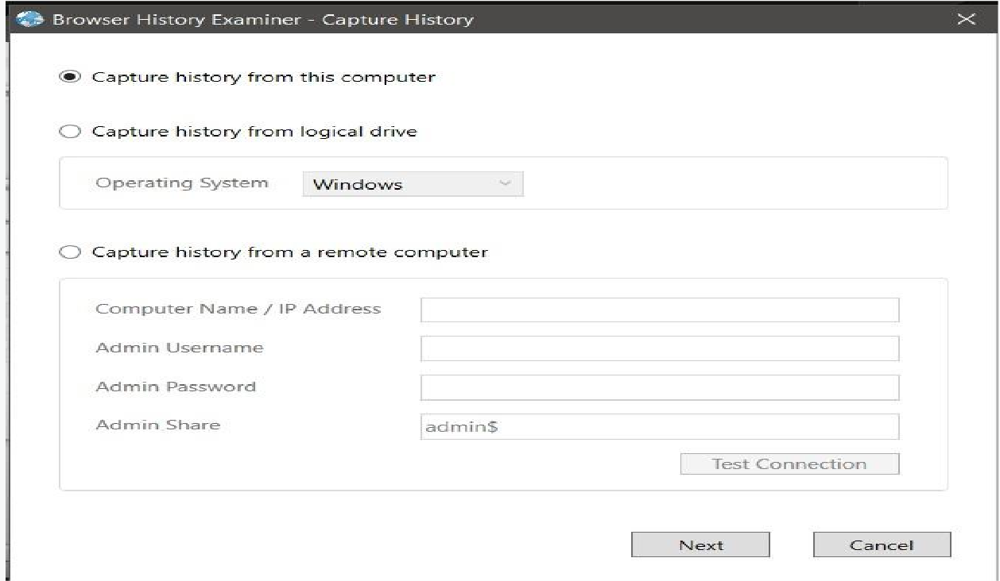 Browser History Examiner - Capture History
Capture history from this computer
Capture history from logical drive
Operating System Windows
Capture history from a remote computer
Computer Name / IP Address
Admin Username
Admin Password
Admin Share admin$
Test Connection
Next Cancel